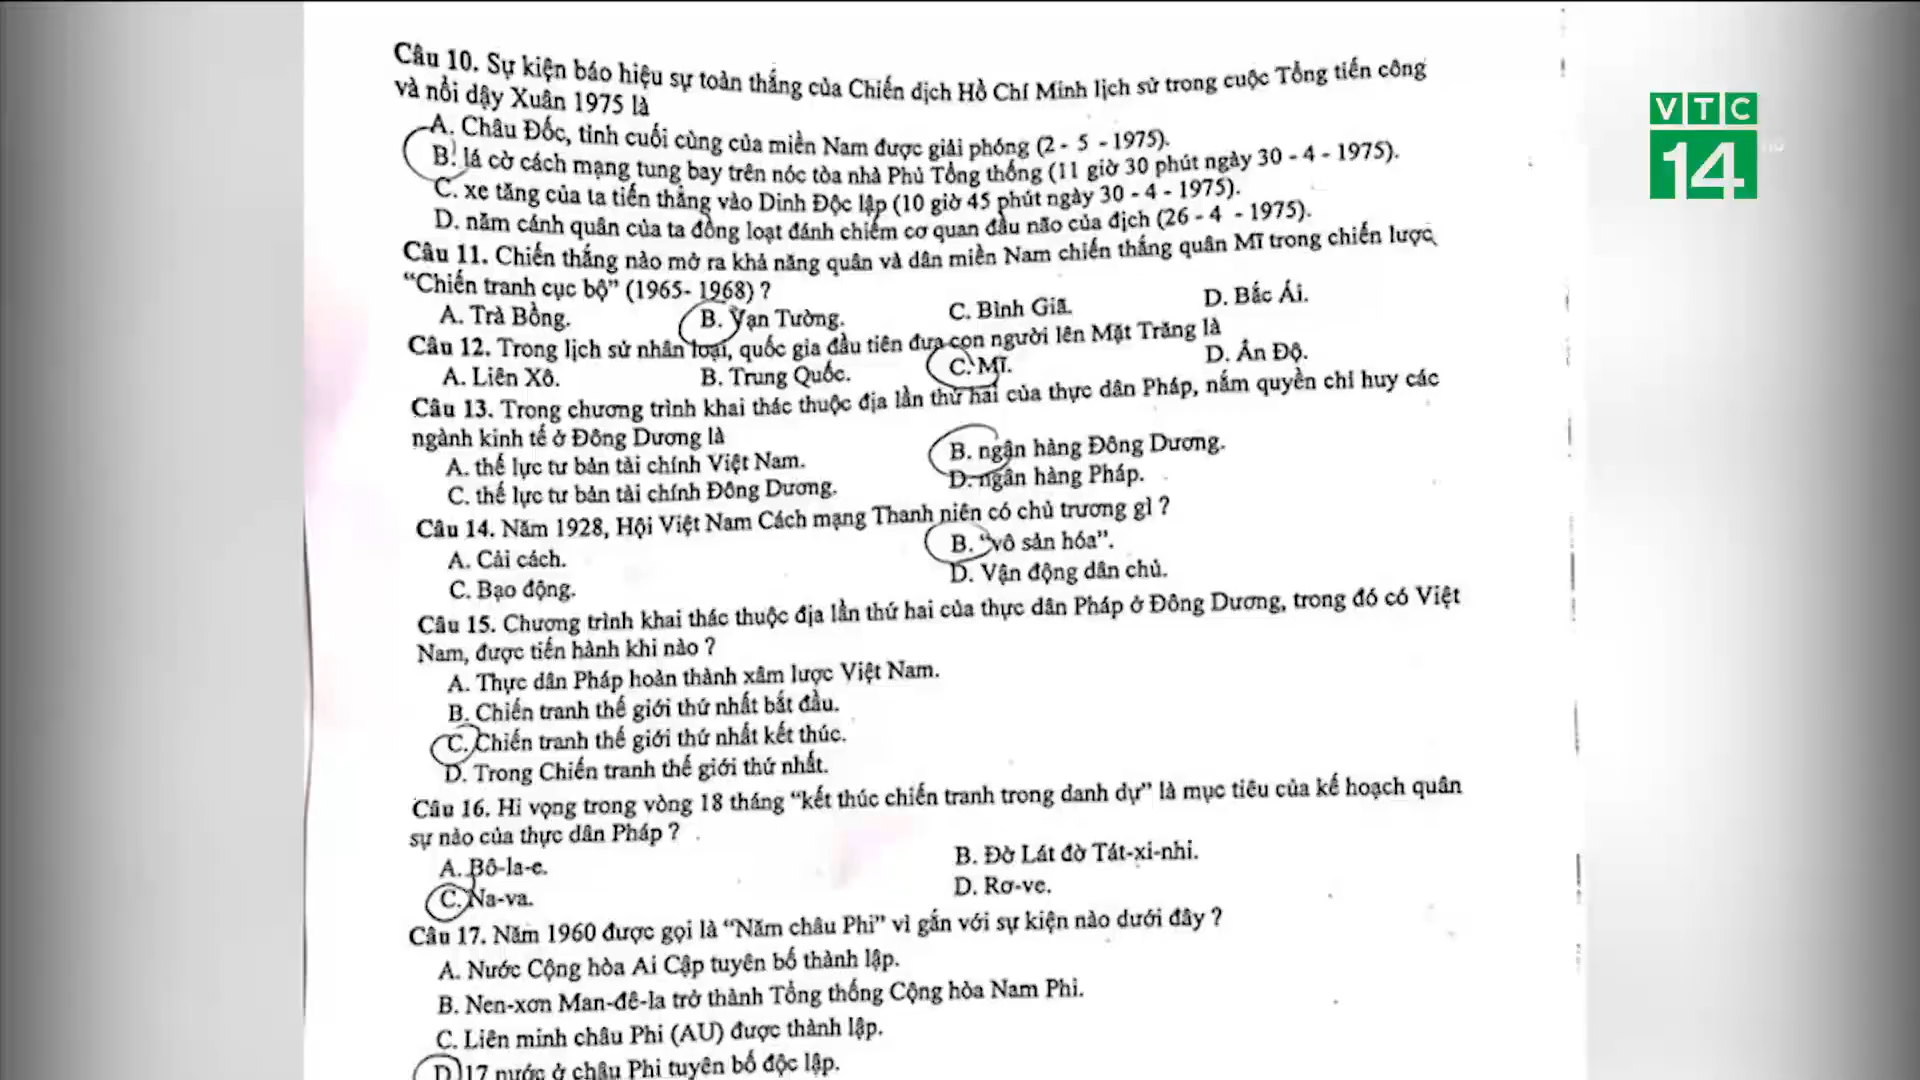 Câu 10. Sự kiện báo hiệu sự toàn thắng của Chiến dịch Hồ Chí Minh lịch sử trong cuộc Tổng tiến công
và nổi dậy Xuân 1975 là
A. Châu Đốc, tỉnh cuối cùng của miền Nam được giải phóng (2 - 5 - 1975).
B. lá cờ cách mạng tung bay trên nóc tòa nhà Phủ Tổng thống (11 giờ 30 phút ngày 30 - 4 - 1975).
C. xe tăng của ta tiến thẳng vào Dinh Độc lập (10 giờ 45 phút ngày 30 - 4 - 1975).
D. năm cánh quân của ta đồng loạt đánh chiếm cơ quan đầu não của địch (26 - 4 - 1975).
Câu 11. Chiến thắng nào mở ra khả năng quân và dân miền Nam chiến thắng quân Mĩ trong chiến lược
“Chiến tranh cục bộ” (1965- 1968) ?
A. Trà Bồng. B. Vạn Tường. C. Bình Giã. D. Bắc Ái.
Câu 12. Trong lịch sử nhân loại, quốc gia đầu tiên đưa con người lên Mặt Trăng là
A. Liên Xô. B. Trung Quốc. C. Mĩ. D. Ấn Độ.
Câu 13. Trong chương trình khai thác thuộc địa lần thứ hai của thực dân Pháp, nắm quyền chỉ huy các
ngành kinh tế ở Đông Dương là
A. thế lực tư bản tài chính Việt Nam. B. ngân hàng Đông Dương.
C. thế lực tư bản tài chính Đông Dương. D. ngân hàng Pháp.
Câu 14. Năm 1928, Hội Việt Nam Cách mạng Thanh niên có chủ trương gì ?
A. Cải cách. B. “vô sản hóa”.
C. Bạo động. D. Vận động dân chủ.
Câu 15. Chương trình khai thác thuộc địa lần thứ hai của thực dân Pháp ở Đông Dương, trong đó có Việt
Nam, được tiến hành khi nào ?
A. Thực dân Pháp hoàn thành xâm lược Việt Nam.
B. Chiến tranh thế giới thứ nhất bắt đầu.
C. Chiến tranh thế giới thứ nhất kết thúc.
D. Trong Chiến tranh thế giới thứ nhất.
Câu 16. Hi vọng trong vòng 18 tháng “kết thúc chiến tranh trong danh dự” là mục tiêu của kế hoạch quân
sự nào của thực dân Pháp ?
A. Bô-la-e. B. Đờ Lát đờ Tát-xi-nhi.
C. Na-va. D. Rơ-ve.
Câu 17. Năm 1960 được gọi là “Năm châu Phi” vì gắn với sự kiện nào dưới đây ?
A. Nước Cộng hòa Ai Cập tuyên bố thành lập.
B. Nen-xơn Man-đê-la trở thành Tổng thống Cộng hòa Nam Phi.
C. Liên minh châu Phi (AU) được thành lập.
D 17 nước ở châu Phi tuyên bố độc lập.
VTC
14
HD